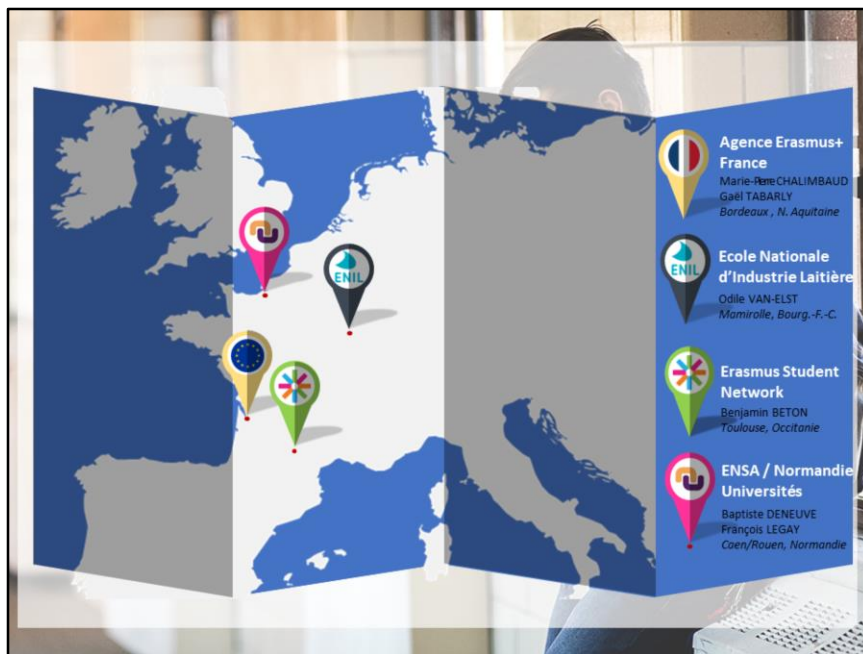 ENIL
Agence Erasmus+
France
CHALIMBAUD
Gaël TABARLY
Bordeaux , N. Aquitaine
ENIL
Ecole Nationale
d'Industrie Laitière
Odile VAN-ELST
Mamirolle, Bourg.-F.-C.
Erasmus Student
Network
Benjamin BETON
Toulouse, Occitanie
ENSA / Normandie
Universités
Baptiste DENEUVE
François LEGAY
Caen/Rouen, Normandie